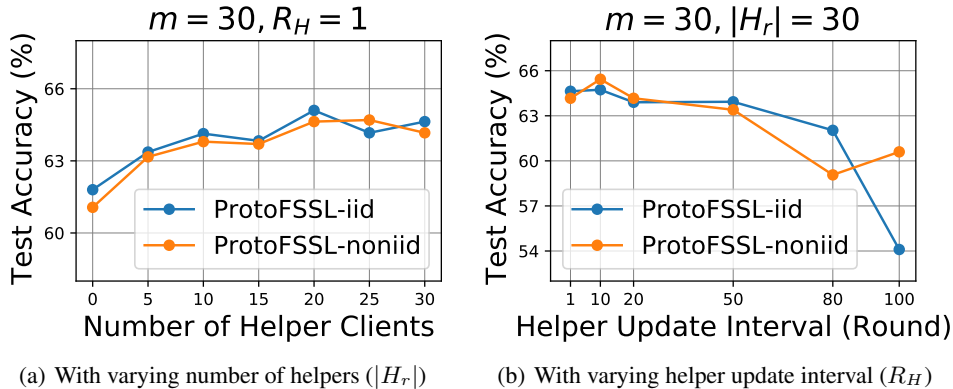 m = 30, R_H = 1
Test Accuracy (%)
66
63
60
ProtoFSSL-iid
ProtoFSSL-noniid
0 5 10 15 20 25 30
Number of Helper Clients
(a) With varying number of helpers (|H_r|)
m = 30, |H_r| = 30
Test Accuracy (%)
66
63
60
57
54
ProtoFSSL-iid
ProtoFSSL-noniid
1 10 20 50 80 100
Helper Update Interval (Round)
(b) With varying helper update interval (R_H)